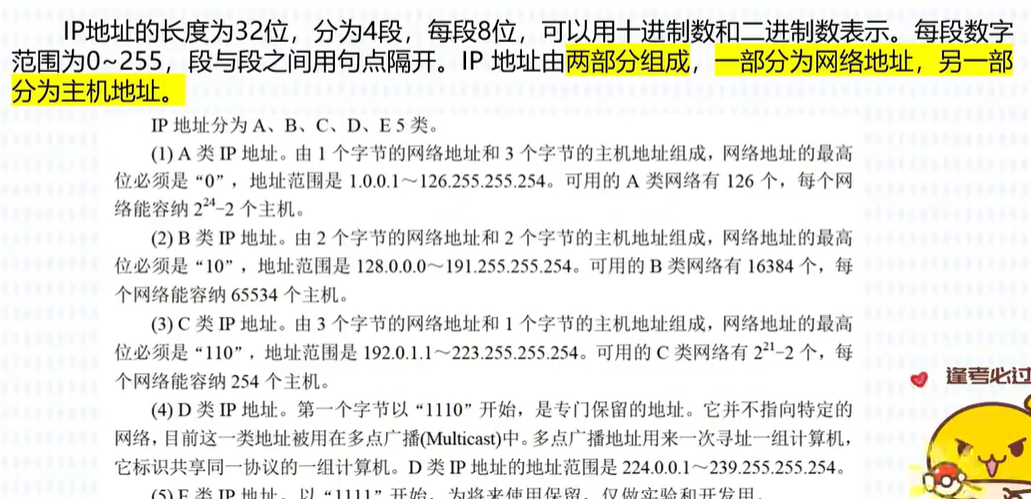 IP地址的长度为32位，分为4段，每段8位，可以用十进制数和二进制数表示。每段数字
范围为0~255，段与段之间用句点隔开。IP 地址由两部分组成，一部分为网络地址，另一部
分为主机地址。
IP 地址分为 A、B、C、D、E 5 类。
(1) A 类 IP 地址。由 1 个字节的网络地址和 3 个字节的主机地址组成，网络地址的最高
位必须是“0”，地址范围是 1.0.0.1～126.255.255.254。可用的 A 类网络有 126 个，每个网
络能容纳 2²⁴−2 个主机。
(2) B 类 IP 地址。由 2 个字节的网络地址和 2 个字节的主机地址组成，网络地址的最高
位必须是“10”，地址范围是 128.0.0.0～191.255.255.254。可用的 B 类网络有 16384 个，每
个网络能容纳 65534 个主机。
(3) C 类 IP 地址。由 3 个字节的网络地址和 1 个字节的主机地址组成，网络地址的最高
位必须是“110”，地址范围是 192.0.1.1～223.255.255.254。可用的 C 类网络有 2²¹−2 个，每
个网络能容纳 254 个主机。
(4) D 类 IP 地址。第一个字节以“1110”开始，是专门保留的地址。它并不指向特定的
网络，目前这一类地址被用在多点广播(Multicast)中。多点广播地址用来一次寻址一组计算机，
它标识共享同一协议的一组计算机。D 类 IP 地址的地址范围是 224.0.0.1～239.255.255.254。
(5) E 类 IP 地址。以“1111”开始，为将来使用保留，仅做实验和开发用。
逢考必过